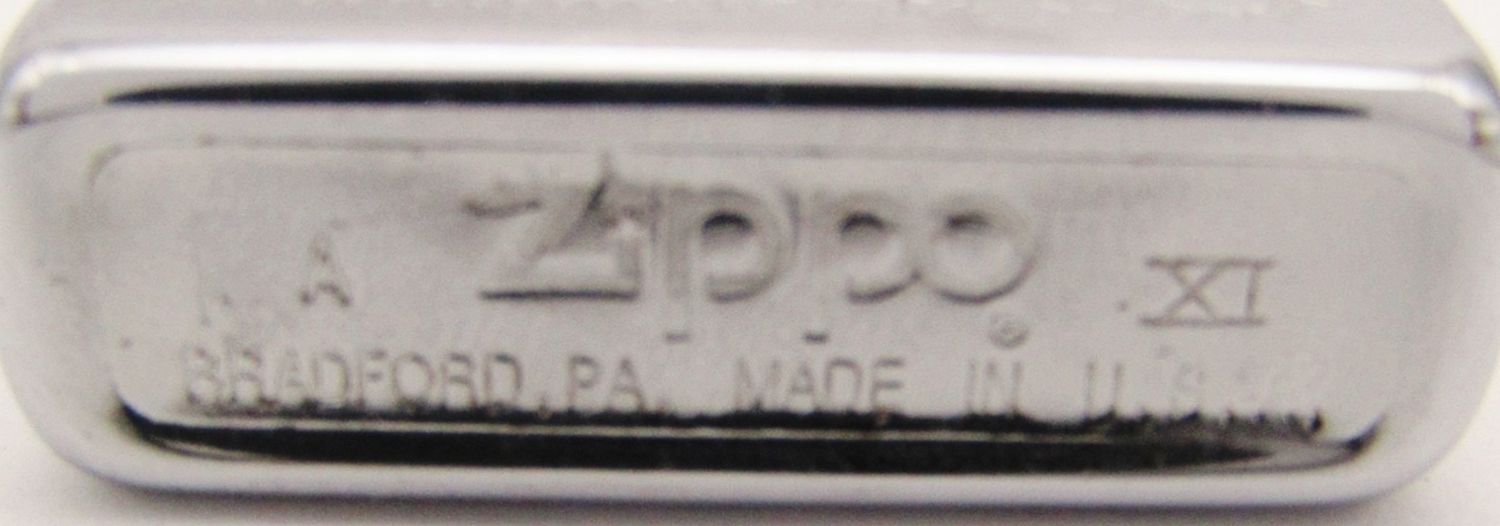 A Zippo ® XI
BRADFORD, PA. MADE IN U.S.A.